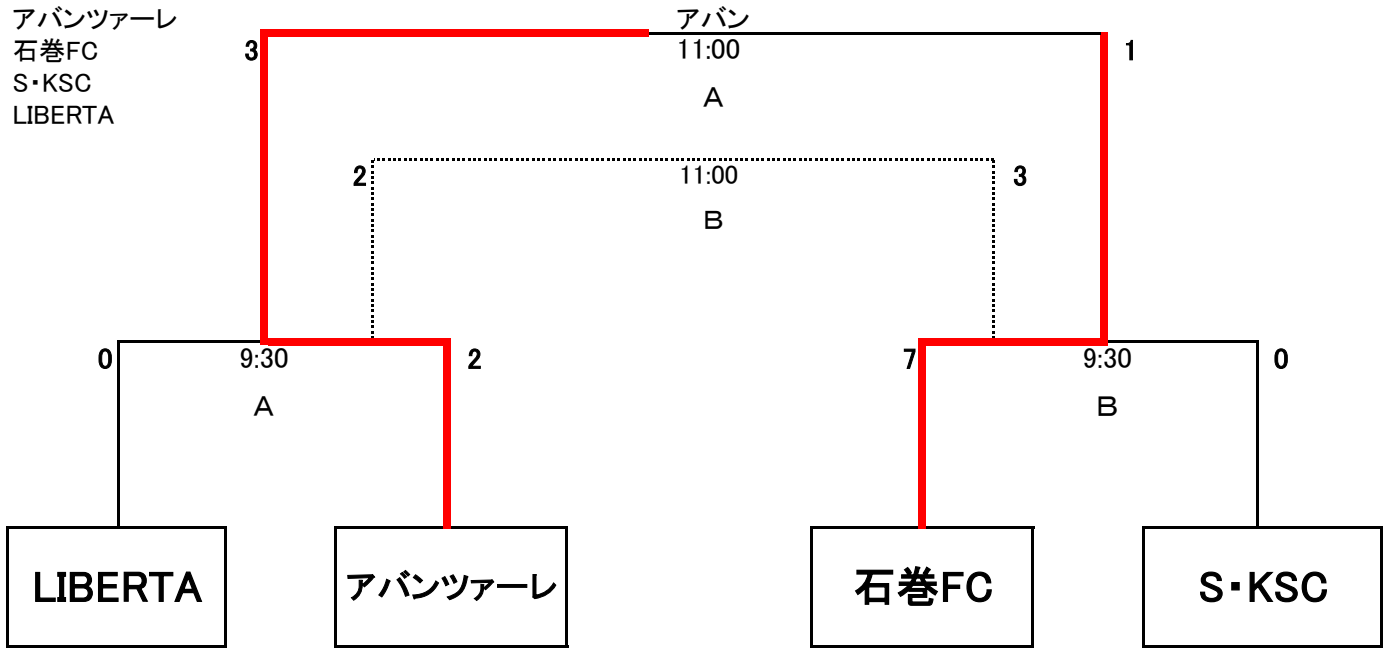 アバンツァーレ
石巻FC
S・KSC
LIBERTA
アバン
3 11:00 1
A
2 11:00 3
B
0 9:30 2 7 9:30 0
A B
LIBERTA アバンツァーレ 石巻FC S・KSC